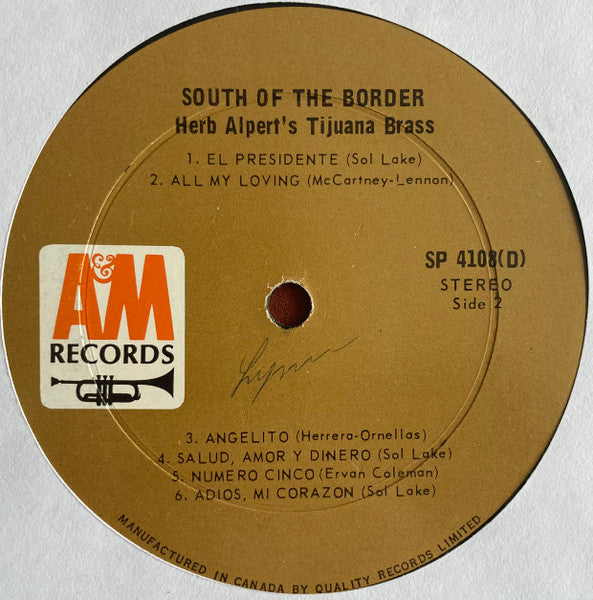 SOUTH OF THE BORDER
Herb Alpert's Tijuana Brass
1. EL PRESIDENTE (Sol Lake)
2. ALL MY LOVING (McCartney-Lennon)
A&M
RECORDS
SP 4108(D)
STEREO
Side 2
3. ANGELITO (Herrera-Ornellas)
4. SALUD, AMOR Y DINERO (Sol Lake)
5. NUMERO CINCO (Ervan Coleman)
6. ADIOS, MI CORAZON (Sol Lake)
MANUFACTURED IN CANADA BY QUALITY RECORDS LIMITED